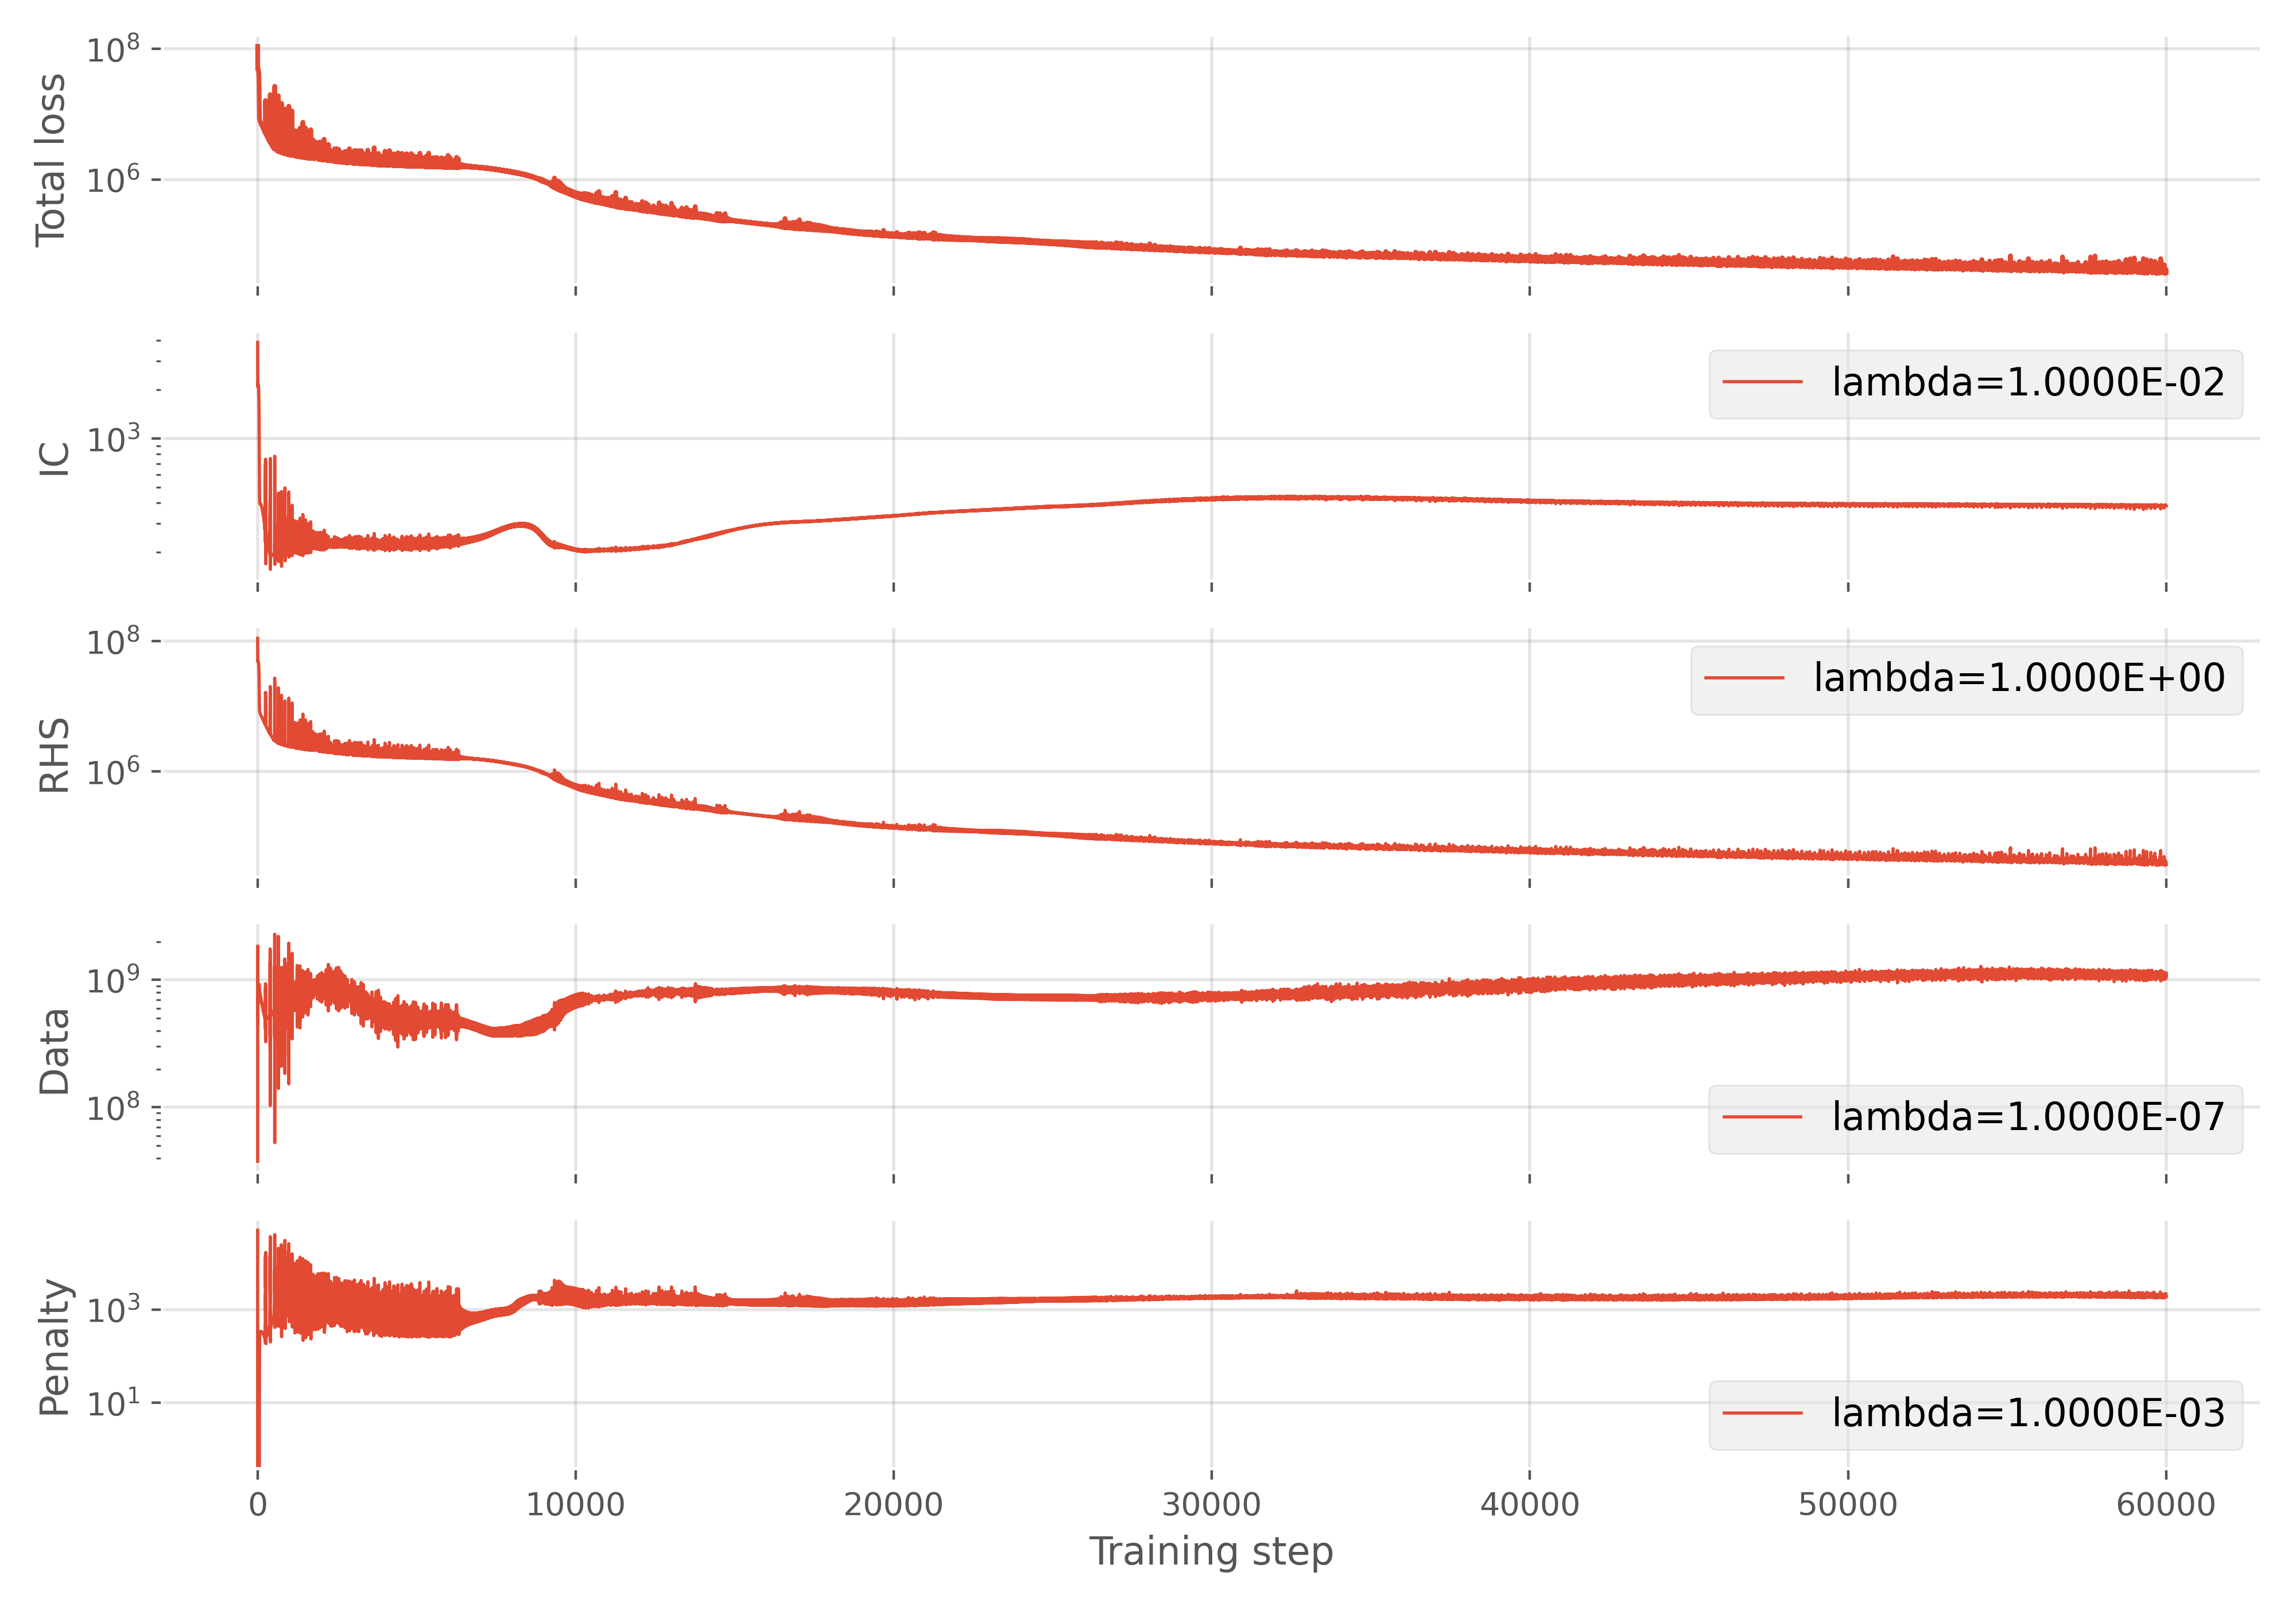 Total loss
10^8
10^6
IC
10^3
lambda=1.0000E-02
RHS
10^8
10^6
lambda=1.0000E+00
Data
10^9
10^8
lambda=1.0000E-07
Penalty
10^3
10^1
lambda=1.0000E-03
0 10000 20000 30000 40000 50000 60000
Training step